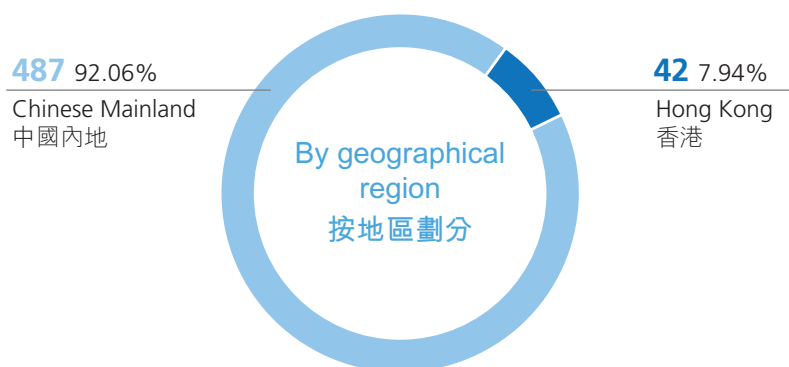 487 92.06%
Chinese Mainland
中國內地
By geographical
region
按地區劃分
42 7.94%
Hong Kong
香港